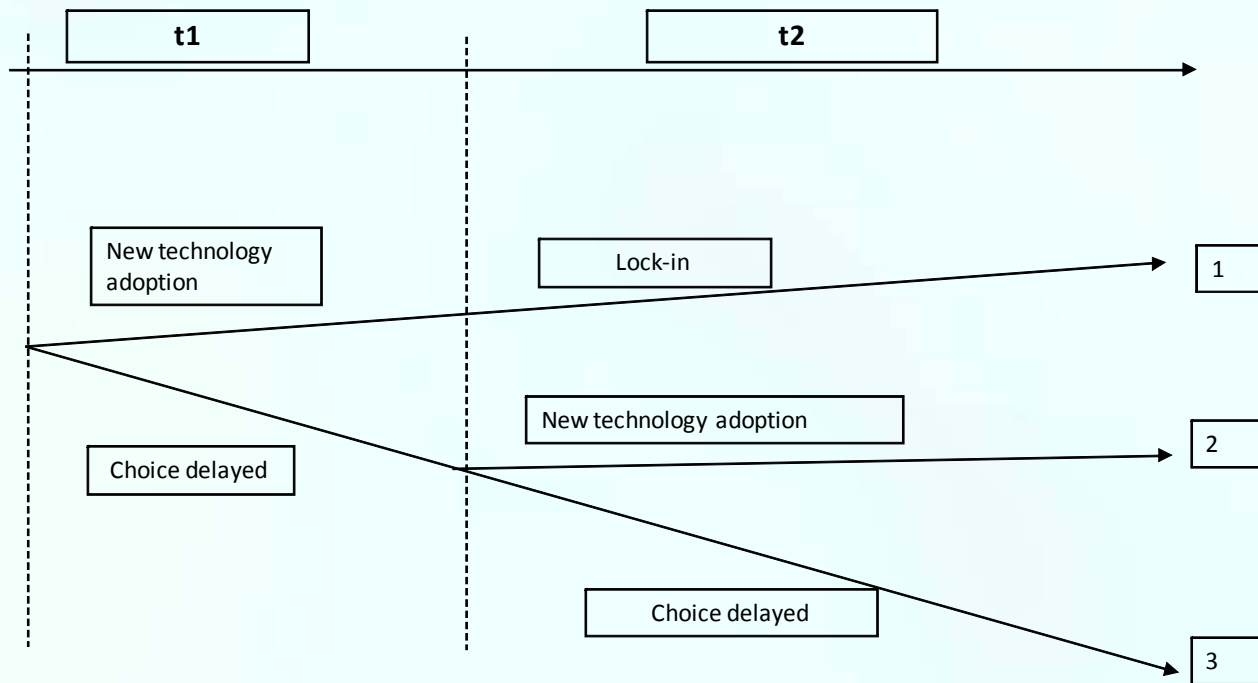 t1
t2
New technology
adoption
Lock-in
1
New technology adoption
Choice delayed
2
Choice delayed
3